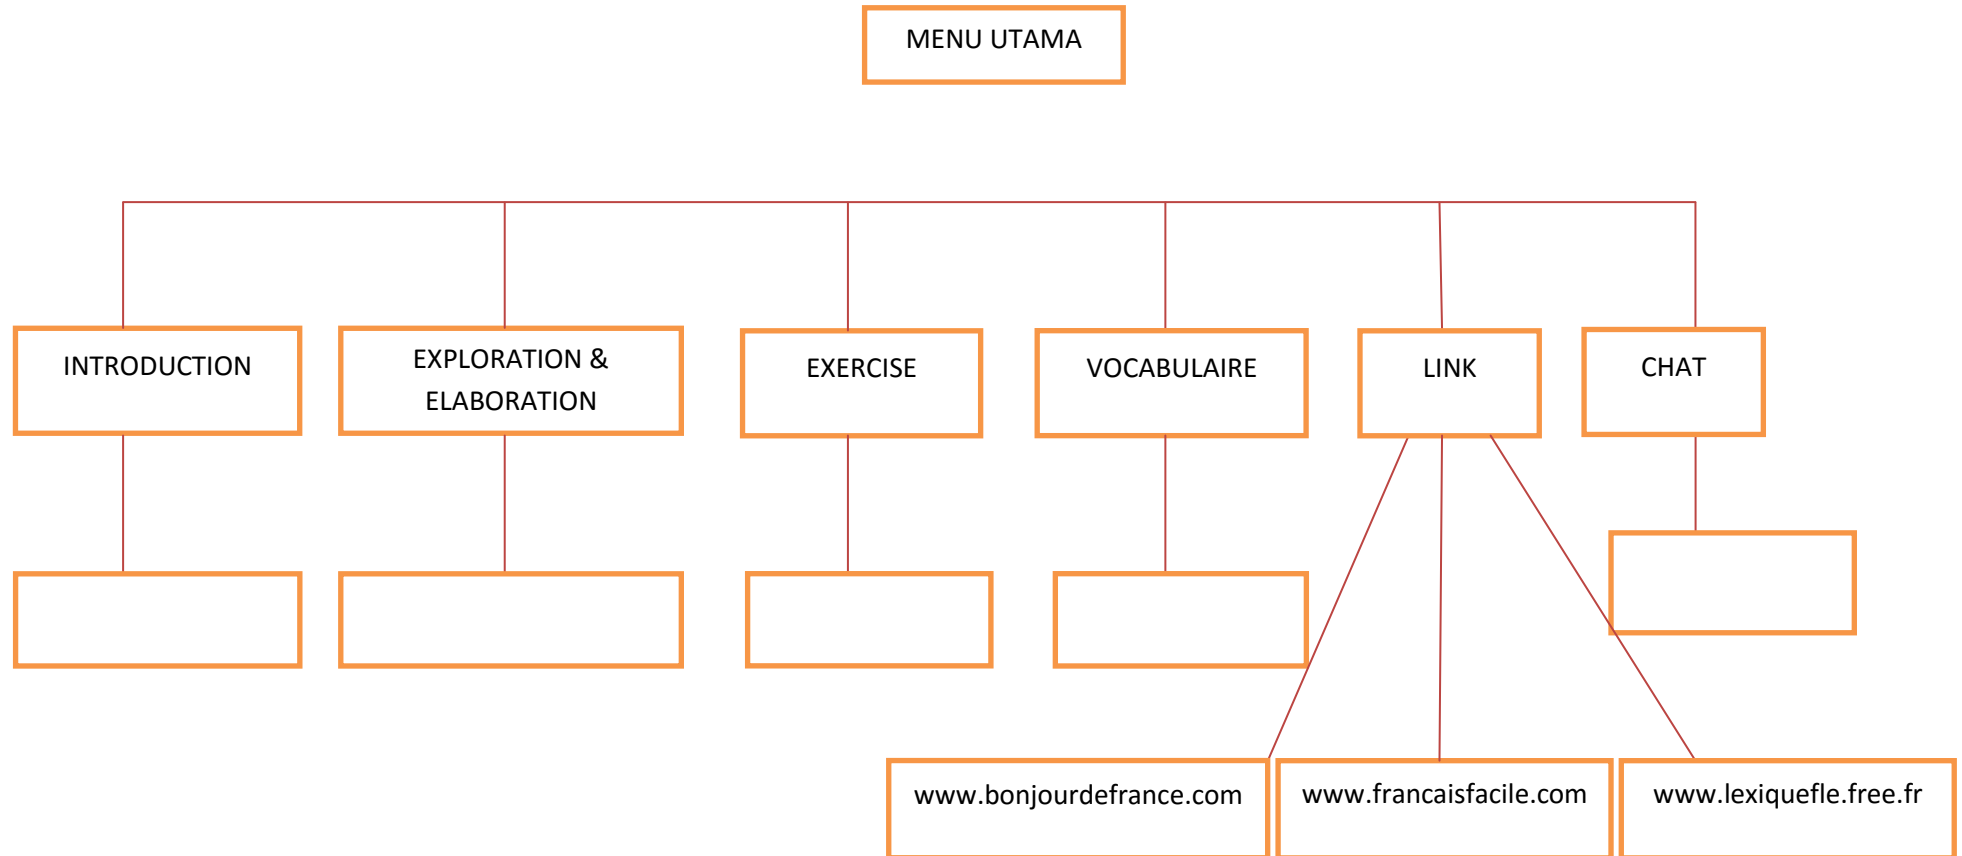 MENU UTAMA
INTRODUCTION
EXPLORATION &
ELABORATION
EXERCISE
VOCABULAIRE
LINK
CHAT
www.bonjourdefrance.com
www.francaisfacile.com
www.lexiquefle.free.fr